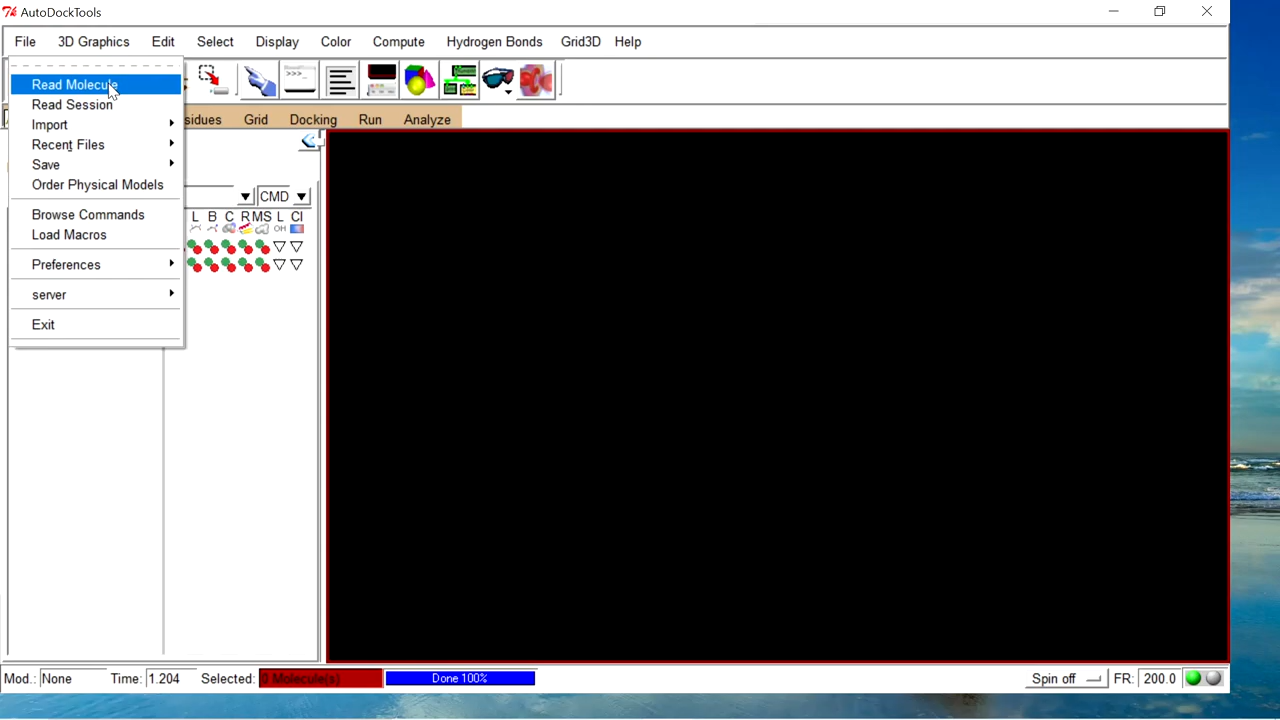 AutoDockTools
File 3D Graphics Edit Select Display Color Compute Hydrogen Bonds Grid3D Help
Read Molecule
Read Session
Import
Recent Files
Save
Order Physical Models
Browse Commands
Load Macros
Preferences
server
Exit
>>>_
sidues Grid Docking Run Analyze
CMD
L B C R MS L Cl
OH
Mod.: None Time: 1.204 Selected: 0 Molecule(s) Done 100% Spin off FR: 200.0